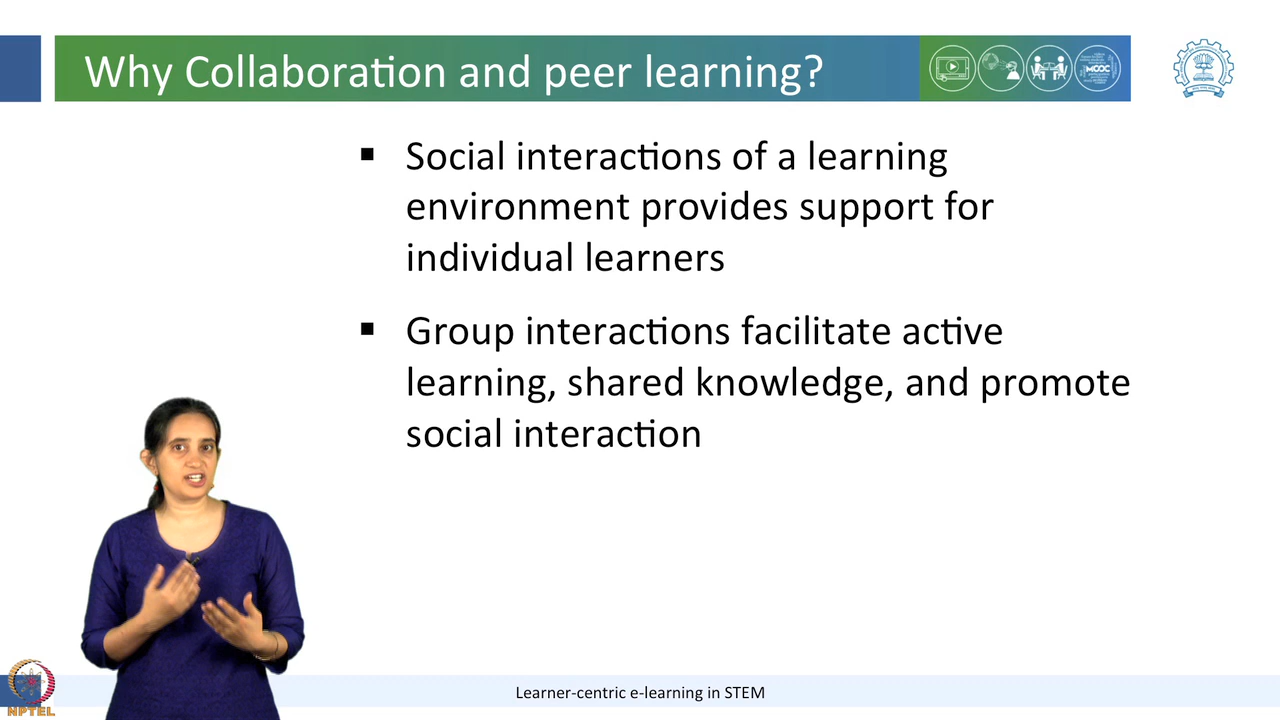 Why Collaboration and peer learning?
MOOC
▪ Social interactions of a learning
environment provides support for
individual learners
▪ Group interactions facilitate active
learning, shared knowledge, and promote
social interaction
Learner-centric e-learning in STEM
NPTEL